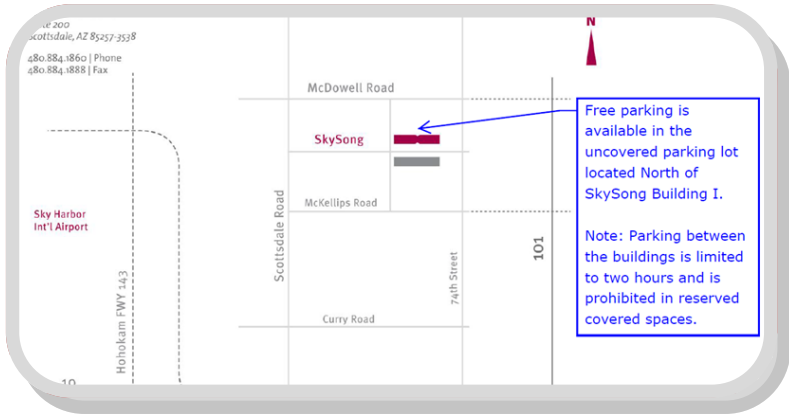 200
Scottsdale, AZ 85257-3538
480.884.1860 | Phone
480.884.1888 | Fax
N
McDowell Road
SkySong
McKellips Road
Scottsdale Road
74th Street
Curry Road
101
Sky Harbor
Int'l Airport
Hohokam FWY 143
10
Free parking is
available in the
uncovered parking lot
located North of
SkySong Building I.
Note: Parking between
the buildings is limited
to two hours and is
prohibited in reserved
covered spaces.